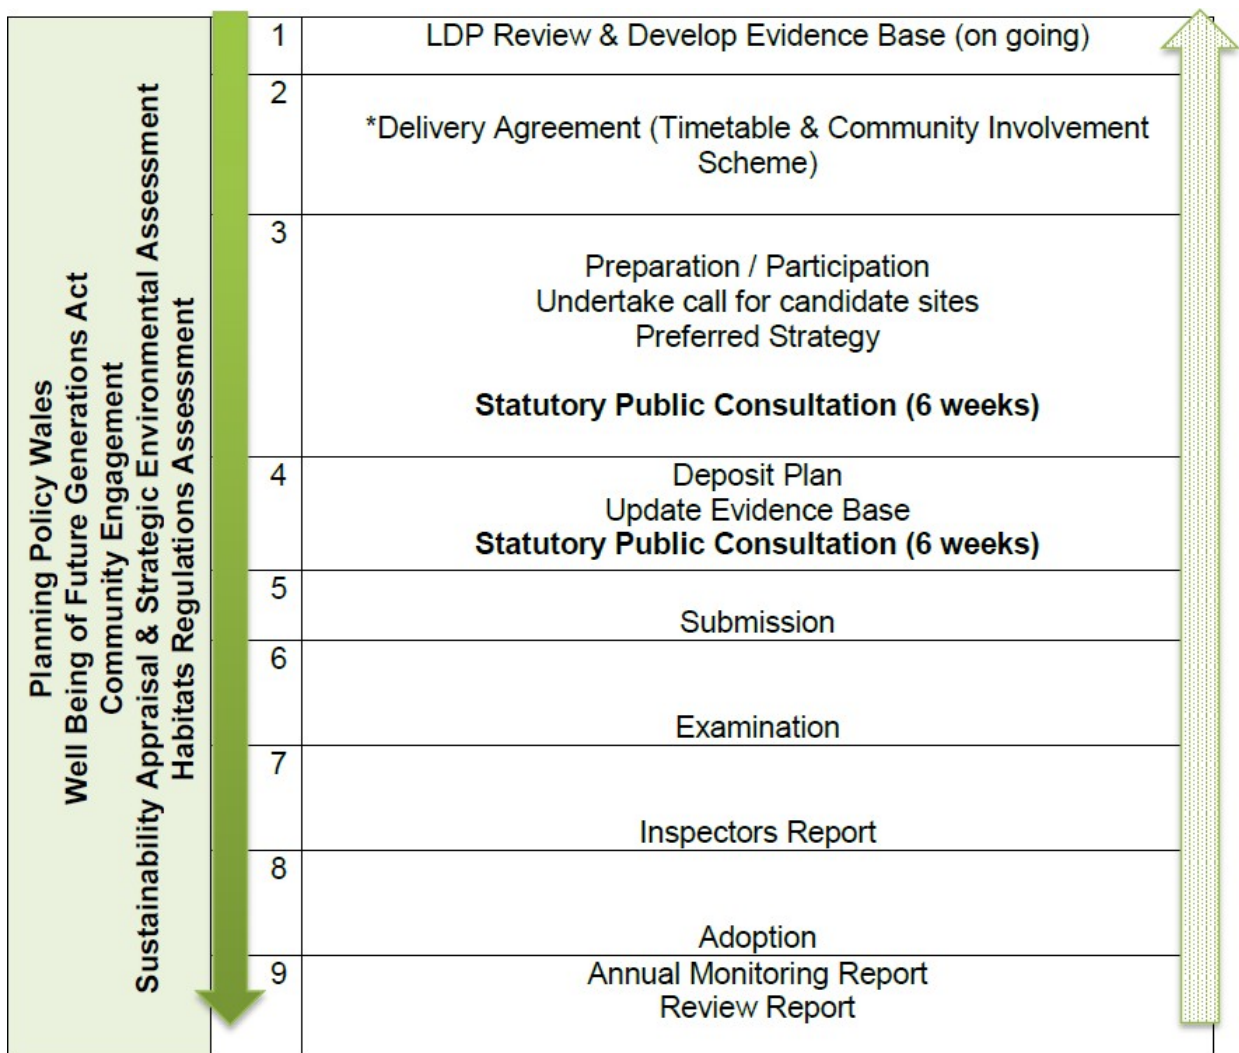 Planning Policy Wales
Well Being of Future Generations Act
Community Engagement
Sustainability Appraisal & Strategic Environmental Assessment
Habitats Regulations Assessment
1
LDP Review & Develop Evidence Base (on going)
2
*Delivery Agreement (Timetable & Community Involvement
Scheme)
3
Preparation / Participation
Undertake call for candidate sites
Preferred Strategy
Statutory Public Consultation (6 weeks)
4
Deposit Plan
Update Evidence Base
Statutory Public Consultation (6 weeks)
5
Submission
6
Examination
7
Inspectors Report
8
Adoption
9
Annual Monitoring Report
Review Report